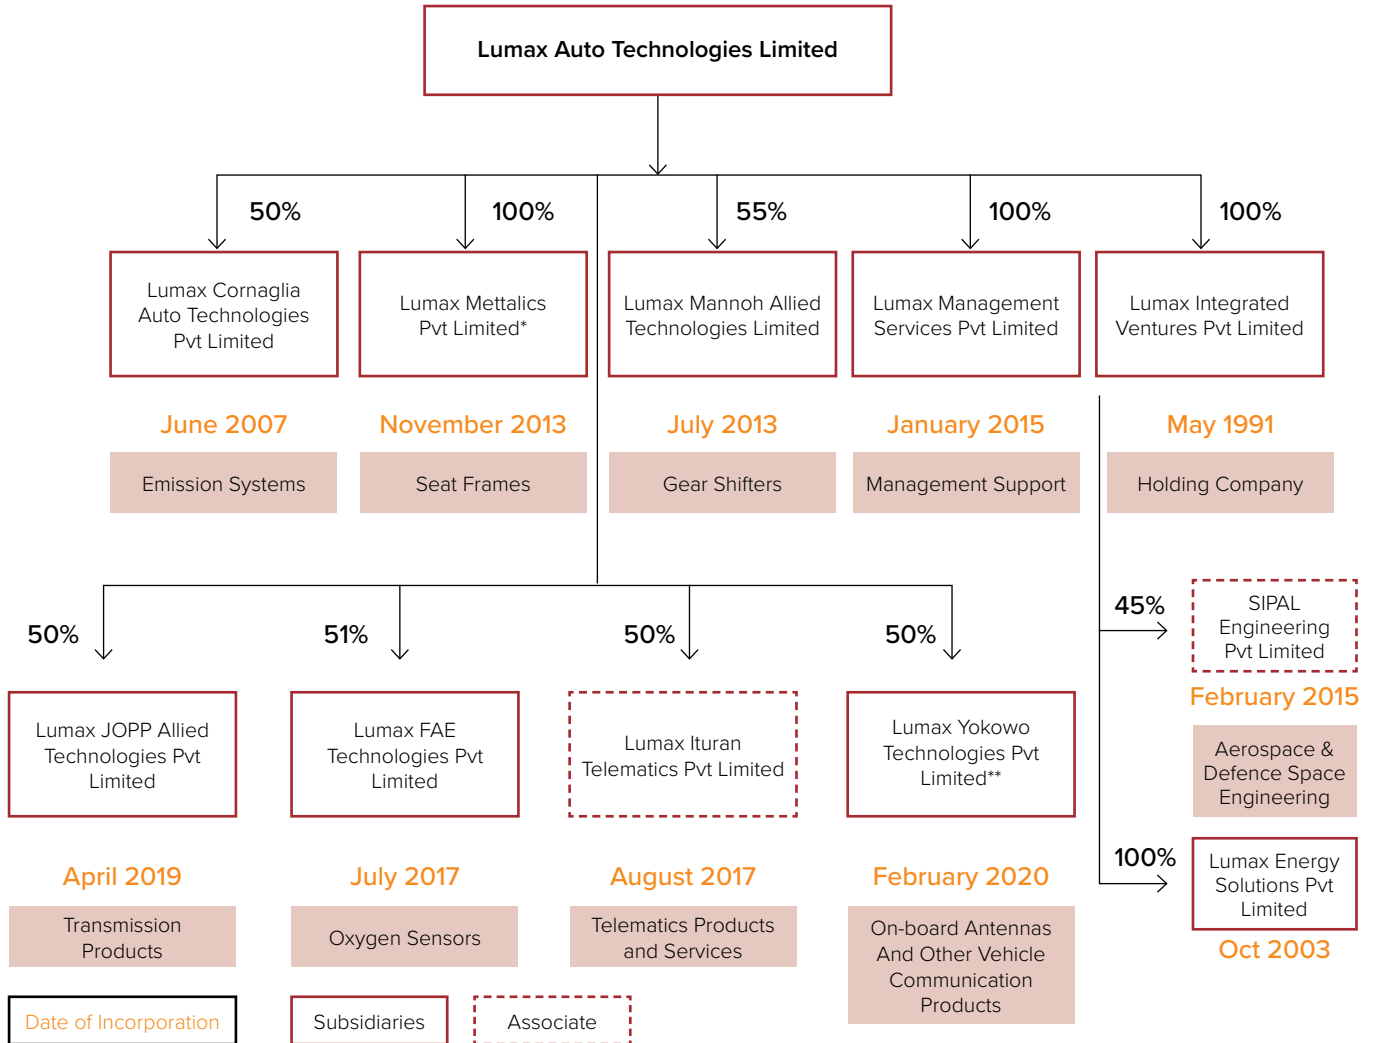 Lumax Auto Technologies Limited
50%
100%
55%
100%
100%
Lumax Cornaglia
Auto Technologies
Pvt Limited
Lumax Mettalics
Pvt Limited*
Lumax Mannoh Allied
Technologies Limited
Lumax Management
Services Pvt Limited
Lumax Integrated
Ventures Pvt Limited
June 2007
November 2013
July 2013
January 2015
May 1991
Emission Systems
Seat Frames
Gear Shifters
Management Support
Holding Company
50%
51%
50%
50%
45%
SIPAL
Engineering
Pvt Limited
February 2015
Aerospace &
Defence Space
Engineering
Lumax JOPP Allied
Technologies Pvt
Limited
Lumax FAE
Technologies Pvt
Limited
Lumax Ituran
Telematics Pvt Limited
Lumax Yokowo
Technologies Pvt
Limited**
100%
Lumax Energy
Solutions Pvt
Limited
Oct 2003
April 2019
July 2017
August 2017
February 2020
Transmission
Products
Oxygen Sensors
Telematics Products
and Services
On-board Antennas
And Other Vehicle
Communication
Products
Date of Incorporation
Subsidiaries
Associate